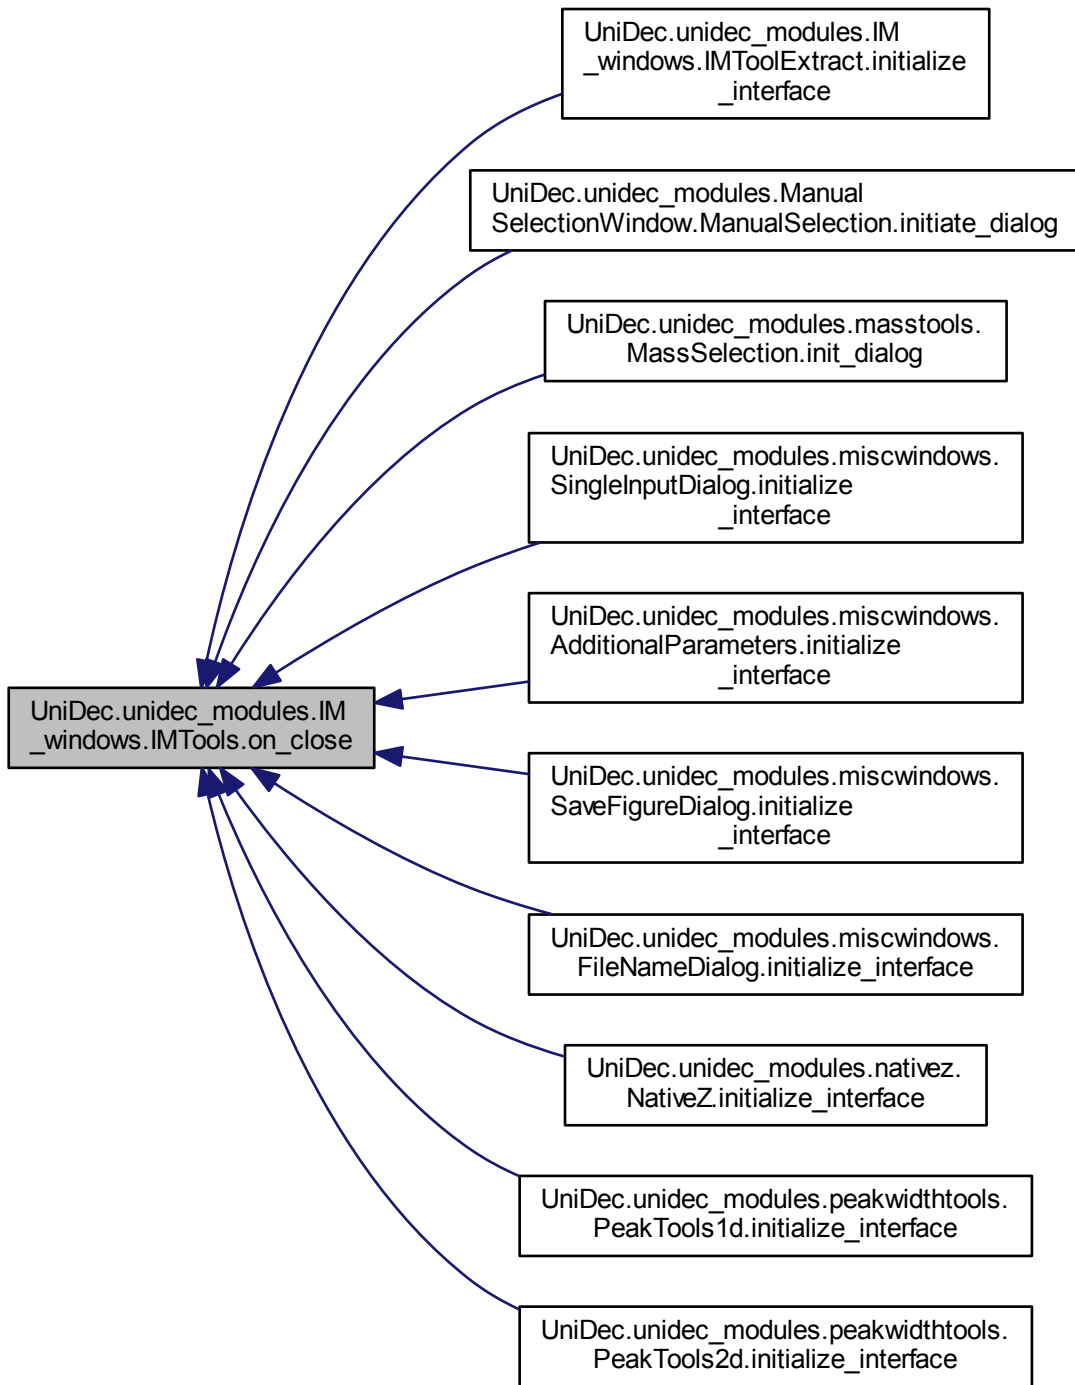 UniDec.unidec_modules.IM
_windows.IMToolExtract.initialize
_interface
UniDec.unidec_modules.Manual
SelectionWindow.ManualSelection.initiate_dialog
UniDec.unidec_modules.masstools.
MassSelection.init_dialog
UniDec.unidec_modules.miscwindows.
SingleInputDialog.initialize
_interface
UniDec.unidec_modules.miscwindows.
AdditionalParameters.initialize
_interface
UniDec.unidec_modules.IM
_windows.IMTools.on_close
UniDec.unidec_modules.miscwindows.
SaveFigureDialog.initialize
_interface
UniDec.unidec_modules.miscwindows.
FileNameDialog.initialize_interface
UniDec.unidec_modules.nativez.
NativeZ.initialize_interface
UniDec.unidec_modules.peakwidthtools.
PeakTools1d.initialize_interface
UniDec.unidec_modules.peakwidthtools.
PeakTools2d.initialize_interface